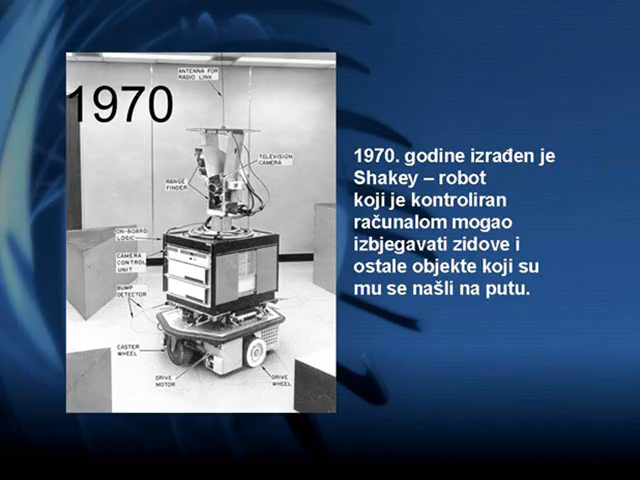 1970
ANTENNA FOR
RADIO LINK
TELEVISION
CAMERA
RANGE
FINDER
ON-BOARD
LOGIC
CAMERA
CONTROL
UNIT
BUMP
DETECTOR
CASTER
WHEEL
DRIVE
MOTOR
DRIVE
WHEEL
1970. godine izrađen je
Shakey – robot
koji je kontroliran
računalom mogao
izbjegavati zidove i
ostale objekte koji su
mu se našli na putu.